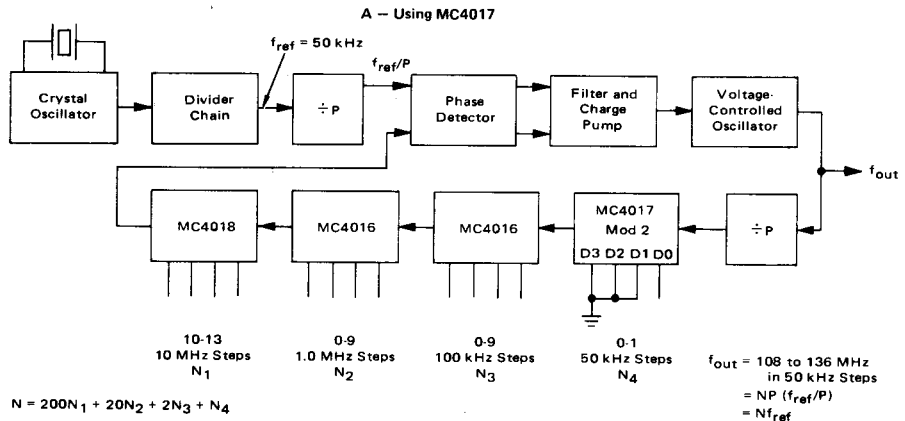 A – Using MC4017
f_ref = 50 kHz
f_ref/P
Crystal
Oscillator
Divider
Chain
÷P
Phase
Detector
Filter and
Charge
Pump
Voltage-
Controlled
Oscillator
f_out
MC4018
MC4016
MC4016
MC4017
Mod 2
D3 D2 D1 D0
÷P
10-13
10 MHz Steps
N₁
0-9
1.0 MHz Steps
N₂
0-9
100 kHz Steps
N₃
0-1
50 kHz Steps
N₄
f_out = 108 to 136 MHz
in 50 kHz Steps
= NP (f_ref/P)
= Nf_ref
N = 200N₁ + 20N₂ + 2N₃ + N₄